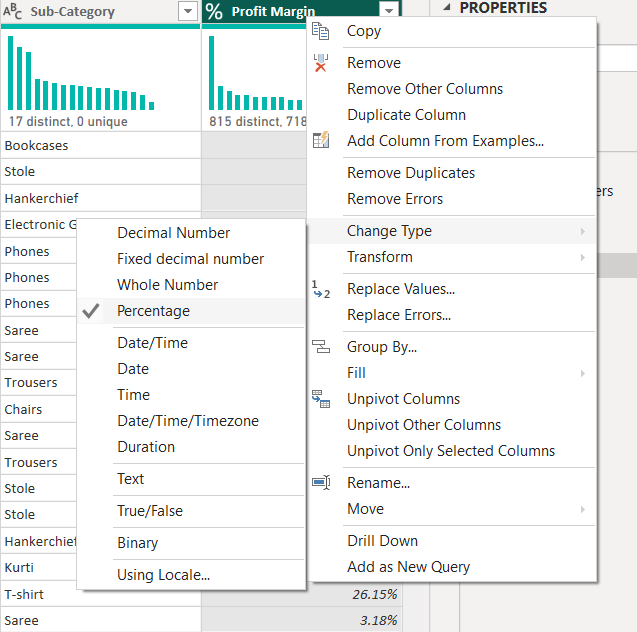 ABC Sub-Category
% Profit Margin
PROPERTIES
17 distinct, 0 unique
815 distinct, 718
Bookcases
Stole
Hankerchief
Electronic G
Phones
Phones
Phones
Saree
Saree
Trousers
Chairs
Saree
Trousers
Stole
Stole
Hankerchief
Kurti
T-shirt
26.15%
Saree
3.18%
Copy
Remove
Remove Other Columns
Duplicate Column
Add Column From Examples...
Remove Duplicates
Remove Errors
Change Type
Transform
1 2
Replace Values...
Replace Errors...
Group By...
Fill
Unpivot Columns
Unpivot Other Columns
Unpivot Only Selected Columns
Rename...
Move
Drill Down
Add as New Query
Decimal Number
Fixed decimal number
Whole Number
Percentage
Date/Time
Date
Time
Date/Time/Timezone
Duration
Text
True/False
Binary
Using Locale...
ers